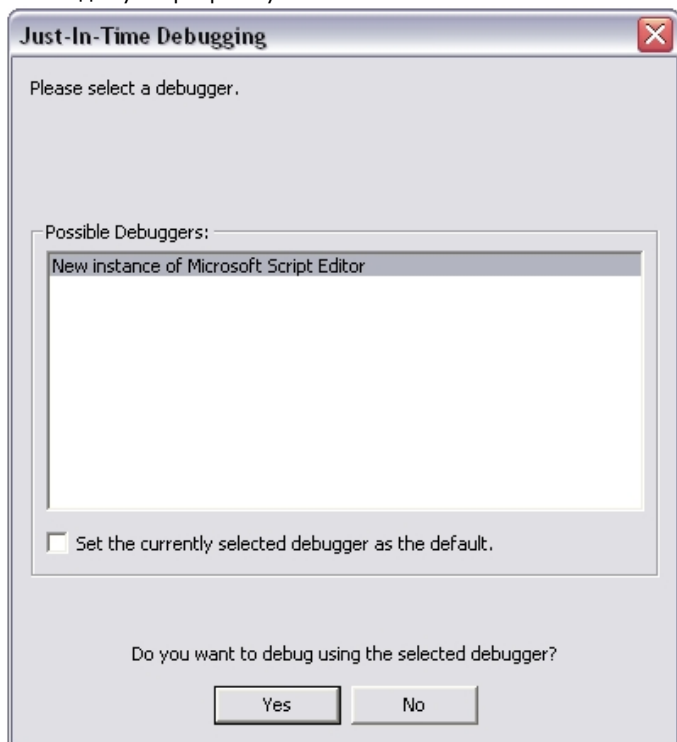 Just-In-Time Debugging
Please select a debugger.
Possible Debuggers:
New instance of Microsoft Script Editor
Set the currently selected debugger as the default.
Do you want to debug using the selected debugger?
Yes No